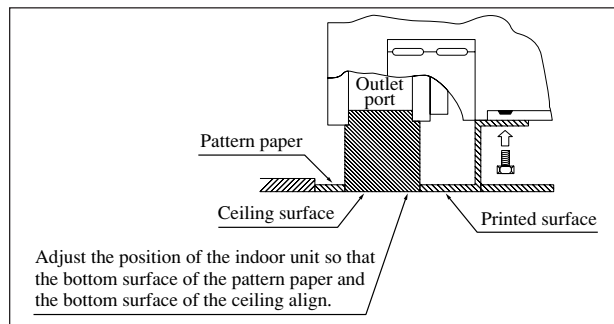 Outlet
port
Pattern paper
Ceiling surface
Printed surface
Adjust the position of the indoor unit so that
the bottom surface of the pattern paper and
the bottom surface of the ceiling align.